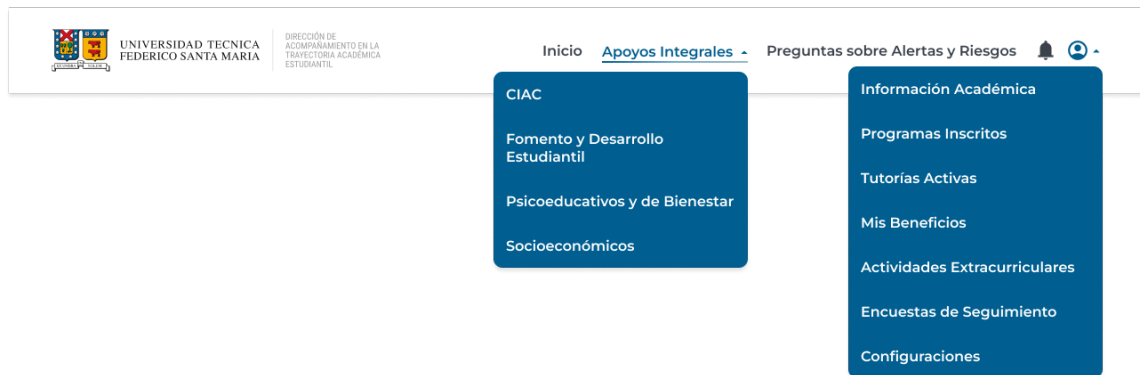 UNIVERSIDAD TECNICA
FEDERICO SANTA MARIA
DIRECCIÓN DE
ACOMPAÑAMIENTO EN LA
TRAYECTORIA ACADÉMICA
ESTUDIANTIL
Inicio
Apoyos Integrales
Preguntas sobre Alertas y Riesgos
CIAC
Fomento y Desarrollo
Estudiantil
Psicoeducativos y de Bienestar
Socioeconómicos
Información Académica
Programas Inscritos
Tutorías Activas
Mis Beneficios
Actividades Extracurriculares
Encuestas de Seguimiento
Configuraciones